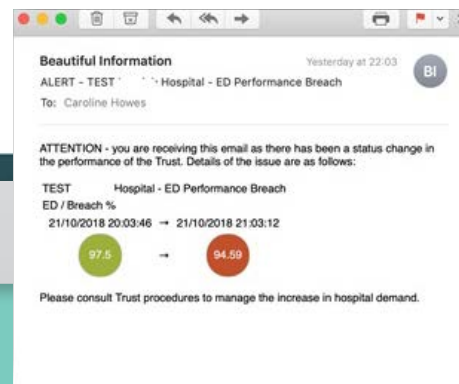 Beautiful Information
Yesterday at 22:03
BI
ALERT - TEST Hospital - ED Performance Breach
To: Caroline Howes
ATTENTION - you are receiving this email as there has been a status change in
the performance of the Trust. Details of the issue are as follows:
TEST Hospital - ED Performance Breach
ED / Breach %
21/10/2018 20:03:46 → 21/10/2018 21:03:12
97.5 → 94.59
Please consult Trust procedures to manage the increase in hospital demand.